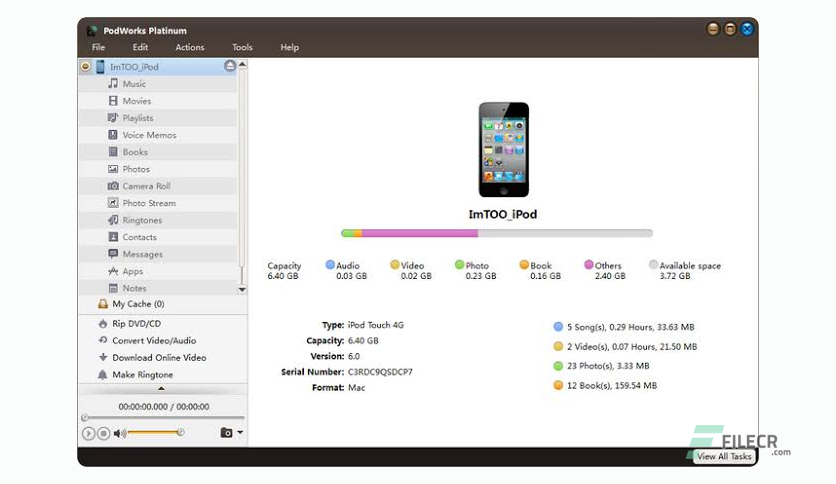 PodWorks Platinum
File Edit Actions Tools Help
ImTOO_iPod
Music
Movies
Playlists
Voice Memos
Books
Photos
Camera Roll
Photo Stream
Ringtones
Contacts
Messages
Apps
Notes
My Cache (0)
Rip DVD/CD
Convert Video/Audio
Download Online Video
Make Ringtone
00:00:00.000 / 00:00:00
ImTOO_iPod
Capacity Audio Video Photo Book Others Available space
6.40 GB 0.03 GB 0.02 GB 0.23 GB 0.16 GB 2.40 GB 3.72 GB
Type: iPod Touch 4G
Capacity: 6.40 GB
Version: 6.0
Serial Number: C3RDC9QSDCP7
Format: Mac
5 Song(s), 0.29 Hours, 33.63 MB
2 Video(s), 0.07 Hours, 21.50 MB
23 Photo(s), 3.33 MB
12 Book(s), 159.54 MB
FILECR
.com
View All Tasks